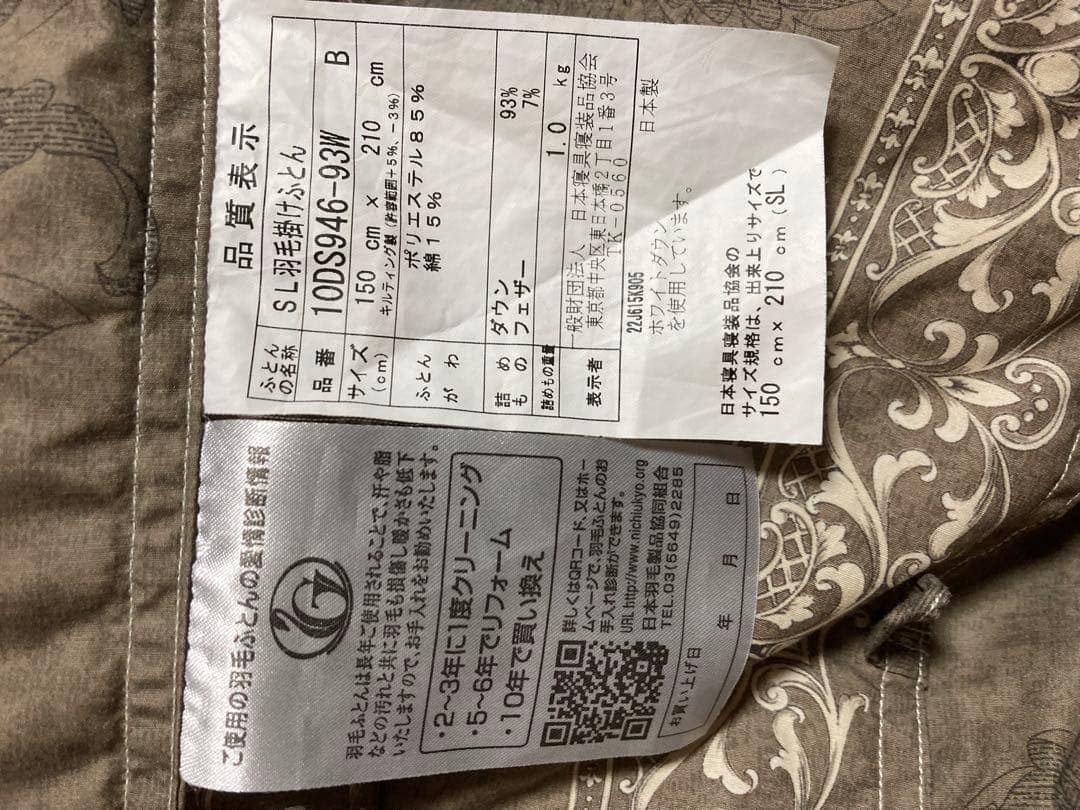 品質表示
ふとんの名称 SL羽毛掛けふとん
品番 10DS946-93W B
サイズ(cm) 150 cm × 210 cm
キルティング製 (許容範囲+5%、-3%)
ふとんがわ ポリエステル85%
綿15%
詰めもの ダウン 93%
フェザー 7%
詰めもの重量 1.0 kg
表示者 一般財団法人 日本寝具寝装品協会
東京都中央区東日本橋2丁目1番3号
TK-0560
日本製
22J615K905
ホワイトダウン
を使用しています。
日本寝具寝装品協会の
サイズ規格は、出来上りサイズで
150 cm× 210 cm(SL)
ご使用の羽毛ふとんの愛情診断情報
羽毛ふとんは長年ご使用されることで、汗や脂
などの汚れと共に羽毛も損傷し暖かさも低下
いたしますので、お手入れをお勧めいたします。
・2~3年に1度クリーニング
・5~6年でリフォーム
・10年で買い換え
詳しくはQRコード、又はホー
ムページで、羽毛ふとんのお
手入れ診断ができます。
URL http://www.nichiukyo.org
日本羽毛製品協同組合
TEL.03(5649)2285
お買い上げ日 年 月 日